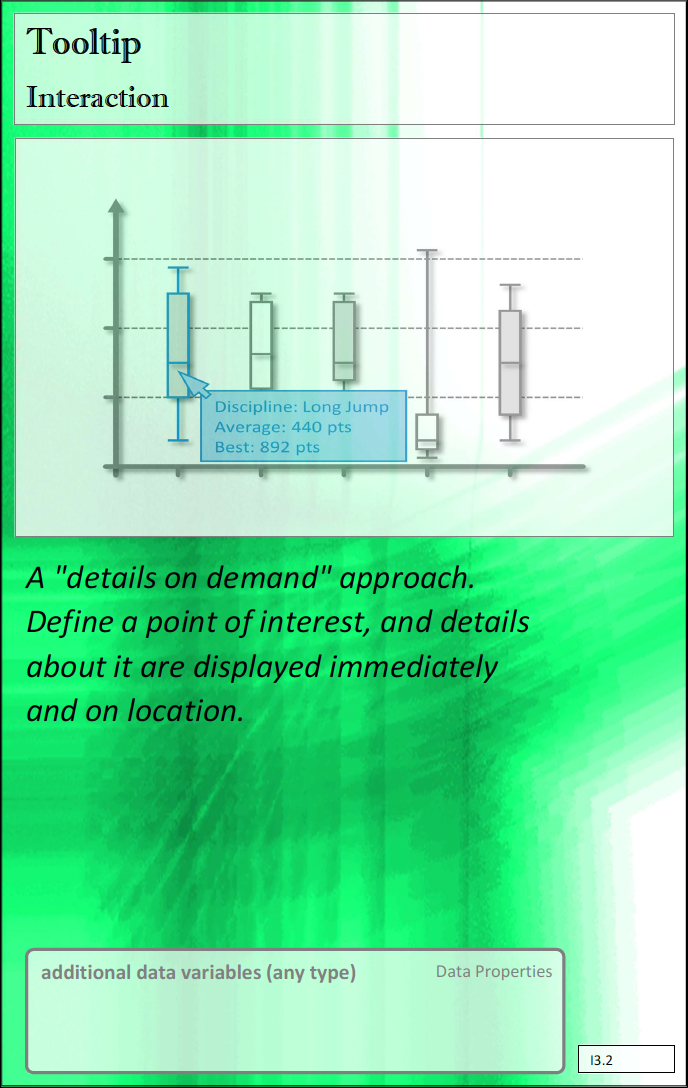 Tooltip
Interaction
Discipline: Long Jump
Average: 440 pts
Best: 892 pts
A "details on demand" approach.
Define a point of interest, and details
about it are displayed immediately
and on location.
additional data variables (any type)
Data Properties
I3.2